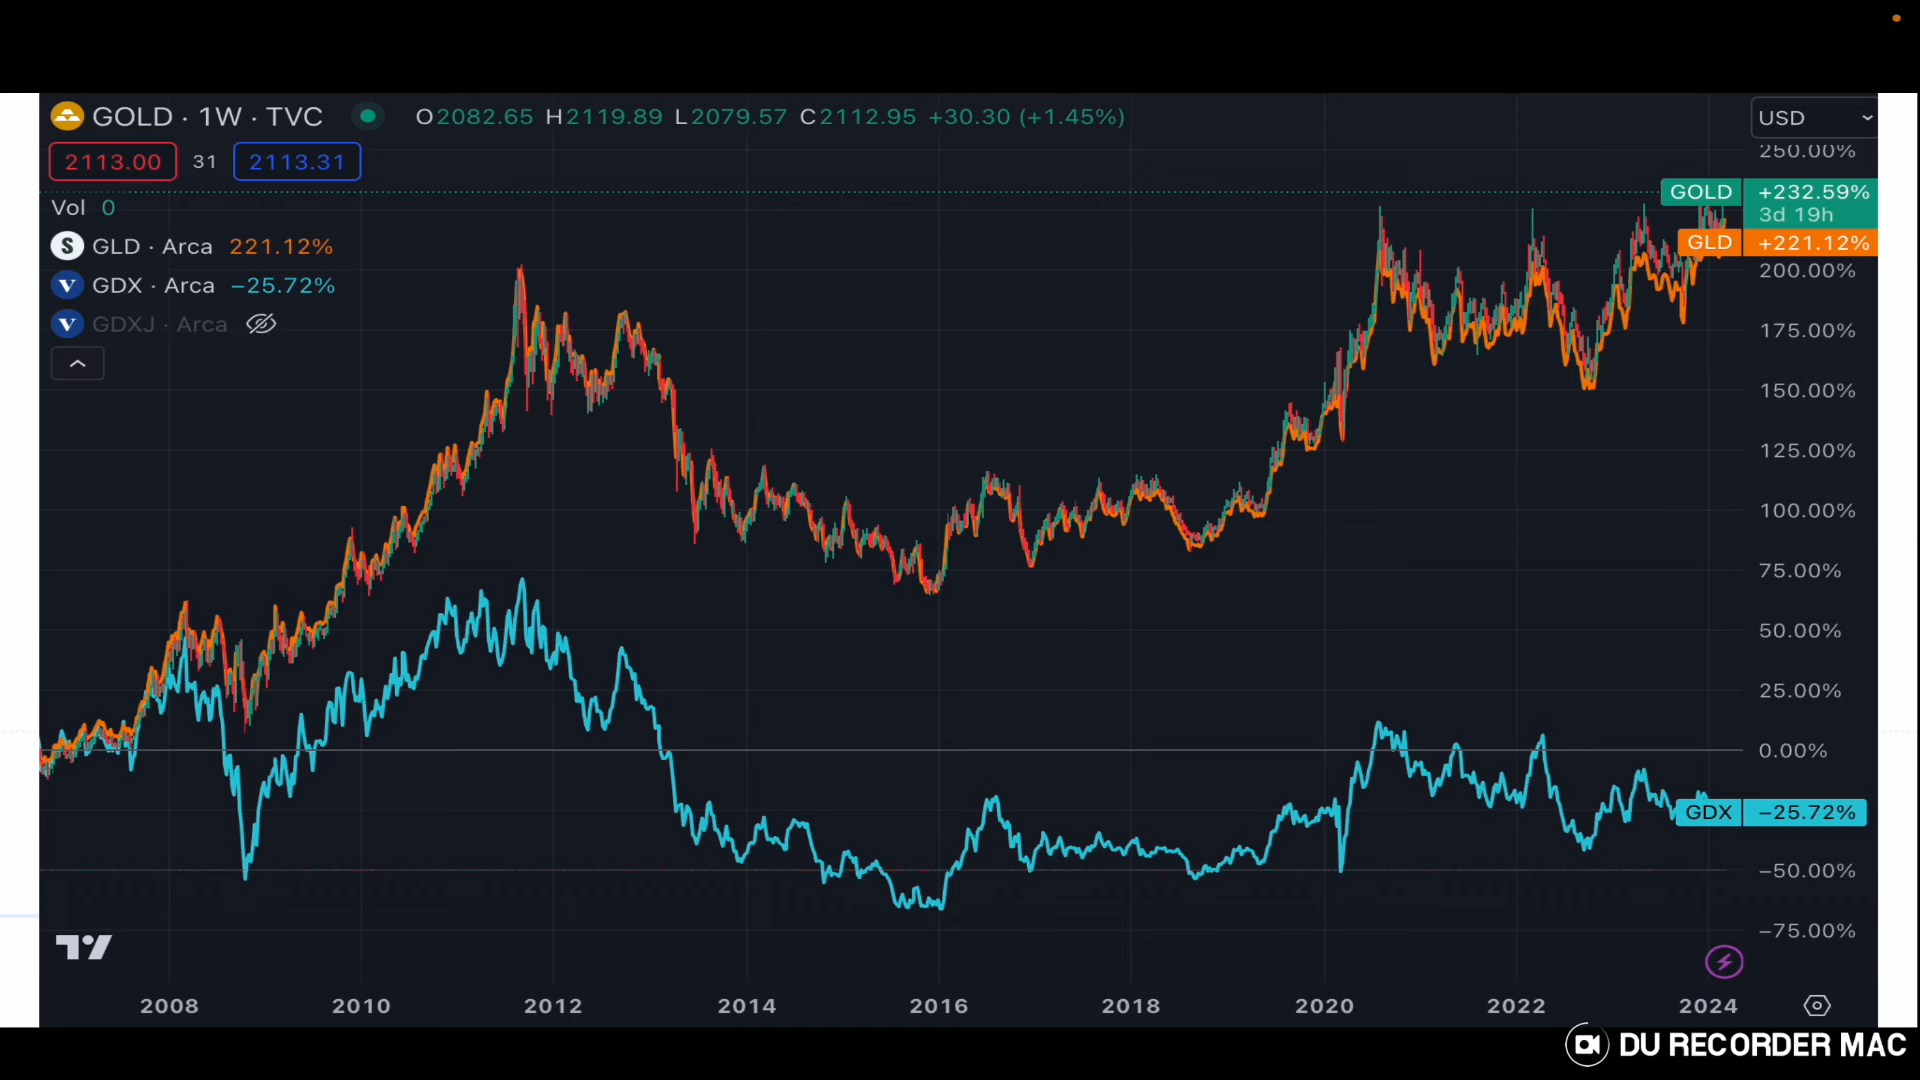 GOLD · 1W · TVC O2082.65 H2119.89 L2079.57 C2112.95 +30.30 (+1.45%)
USD
2113.00 31 2113.31
250.00%
GOLD +232.59%
3d 19h
Vol 0
GLD +221.12%
S GLD · Arca 221.12%
200.00%
V GDX · Arca −25.72%
V GDXJ · Arca
175.00%
150.00%
125.00%
100.00%
75.00%
50.00%
25.00%
0.00%
GDX −25.72%
−50.00%
−75.00%
2008 2010 2012 2014 2016 2018 2020 2022 2024
DU RECORDER MAC